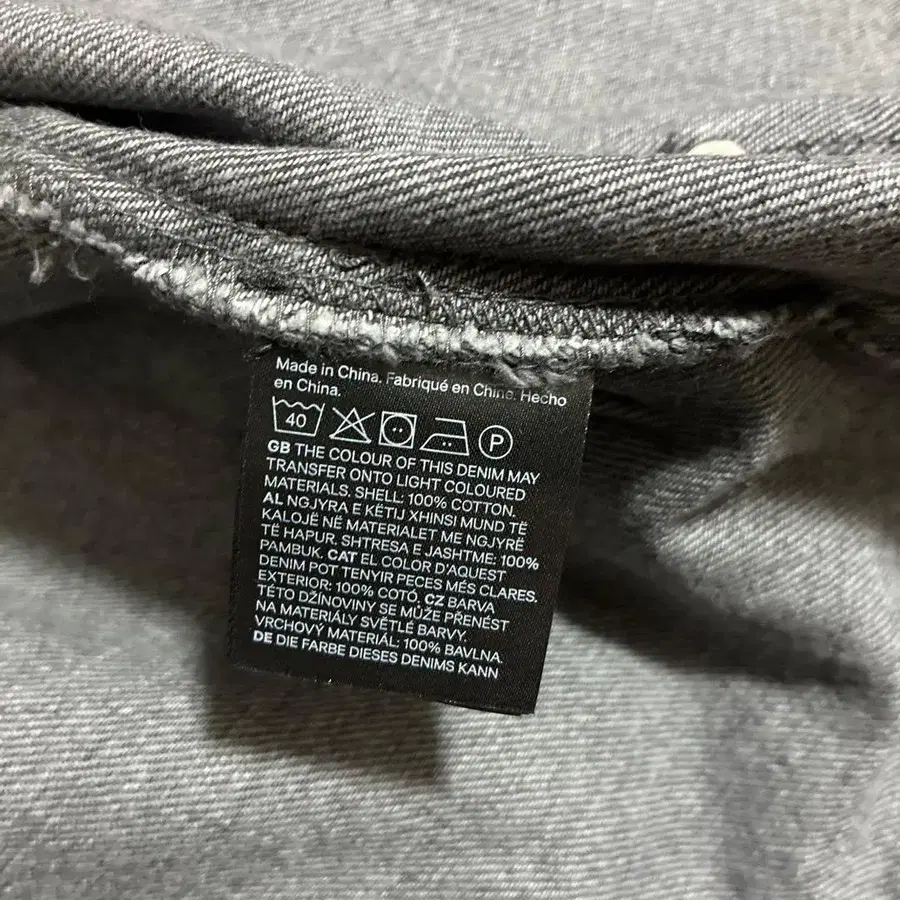 Made in China. Fabriqué en Chine. Hecho
en China.
40 P
GB THE COLOUR OF THIS DENIM MAY
TRANSFER ONTO LIGHT COLOURED
MATERIALS. SHELL: 100% COTTON.
AL NGJYRA E KËTIJ XHINSI MUND TË
KALOJË NË MATERIALET ME NGJYRË
TË HAPUR. SHTRESA E JASHTME: 100%
PAMBUK. CAT EL COLOR D'AQUEST
DENIM POT TENYIR PECES MÉS CLARES.
EXTERIOR: 100% COTÓ. CZ BARVA
TÉTO DŽÍNOVINY SE MŮŽE PŘENÉST
NA MATERIÁLY SVĚTLÉ BARVY.
VRCHOVÝ MATERIÁL: 100% BAVLNA.
DE DIE FARBE DIESES DENIMS KANN